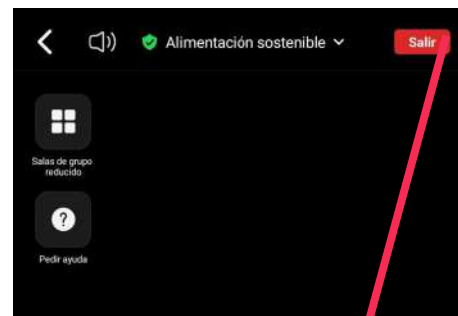 Alimentación sostenible
Salir
Salas de grupo
reducido
Pedir ayuda